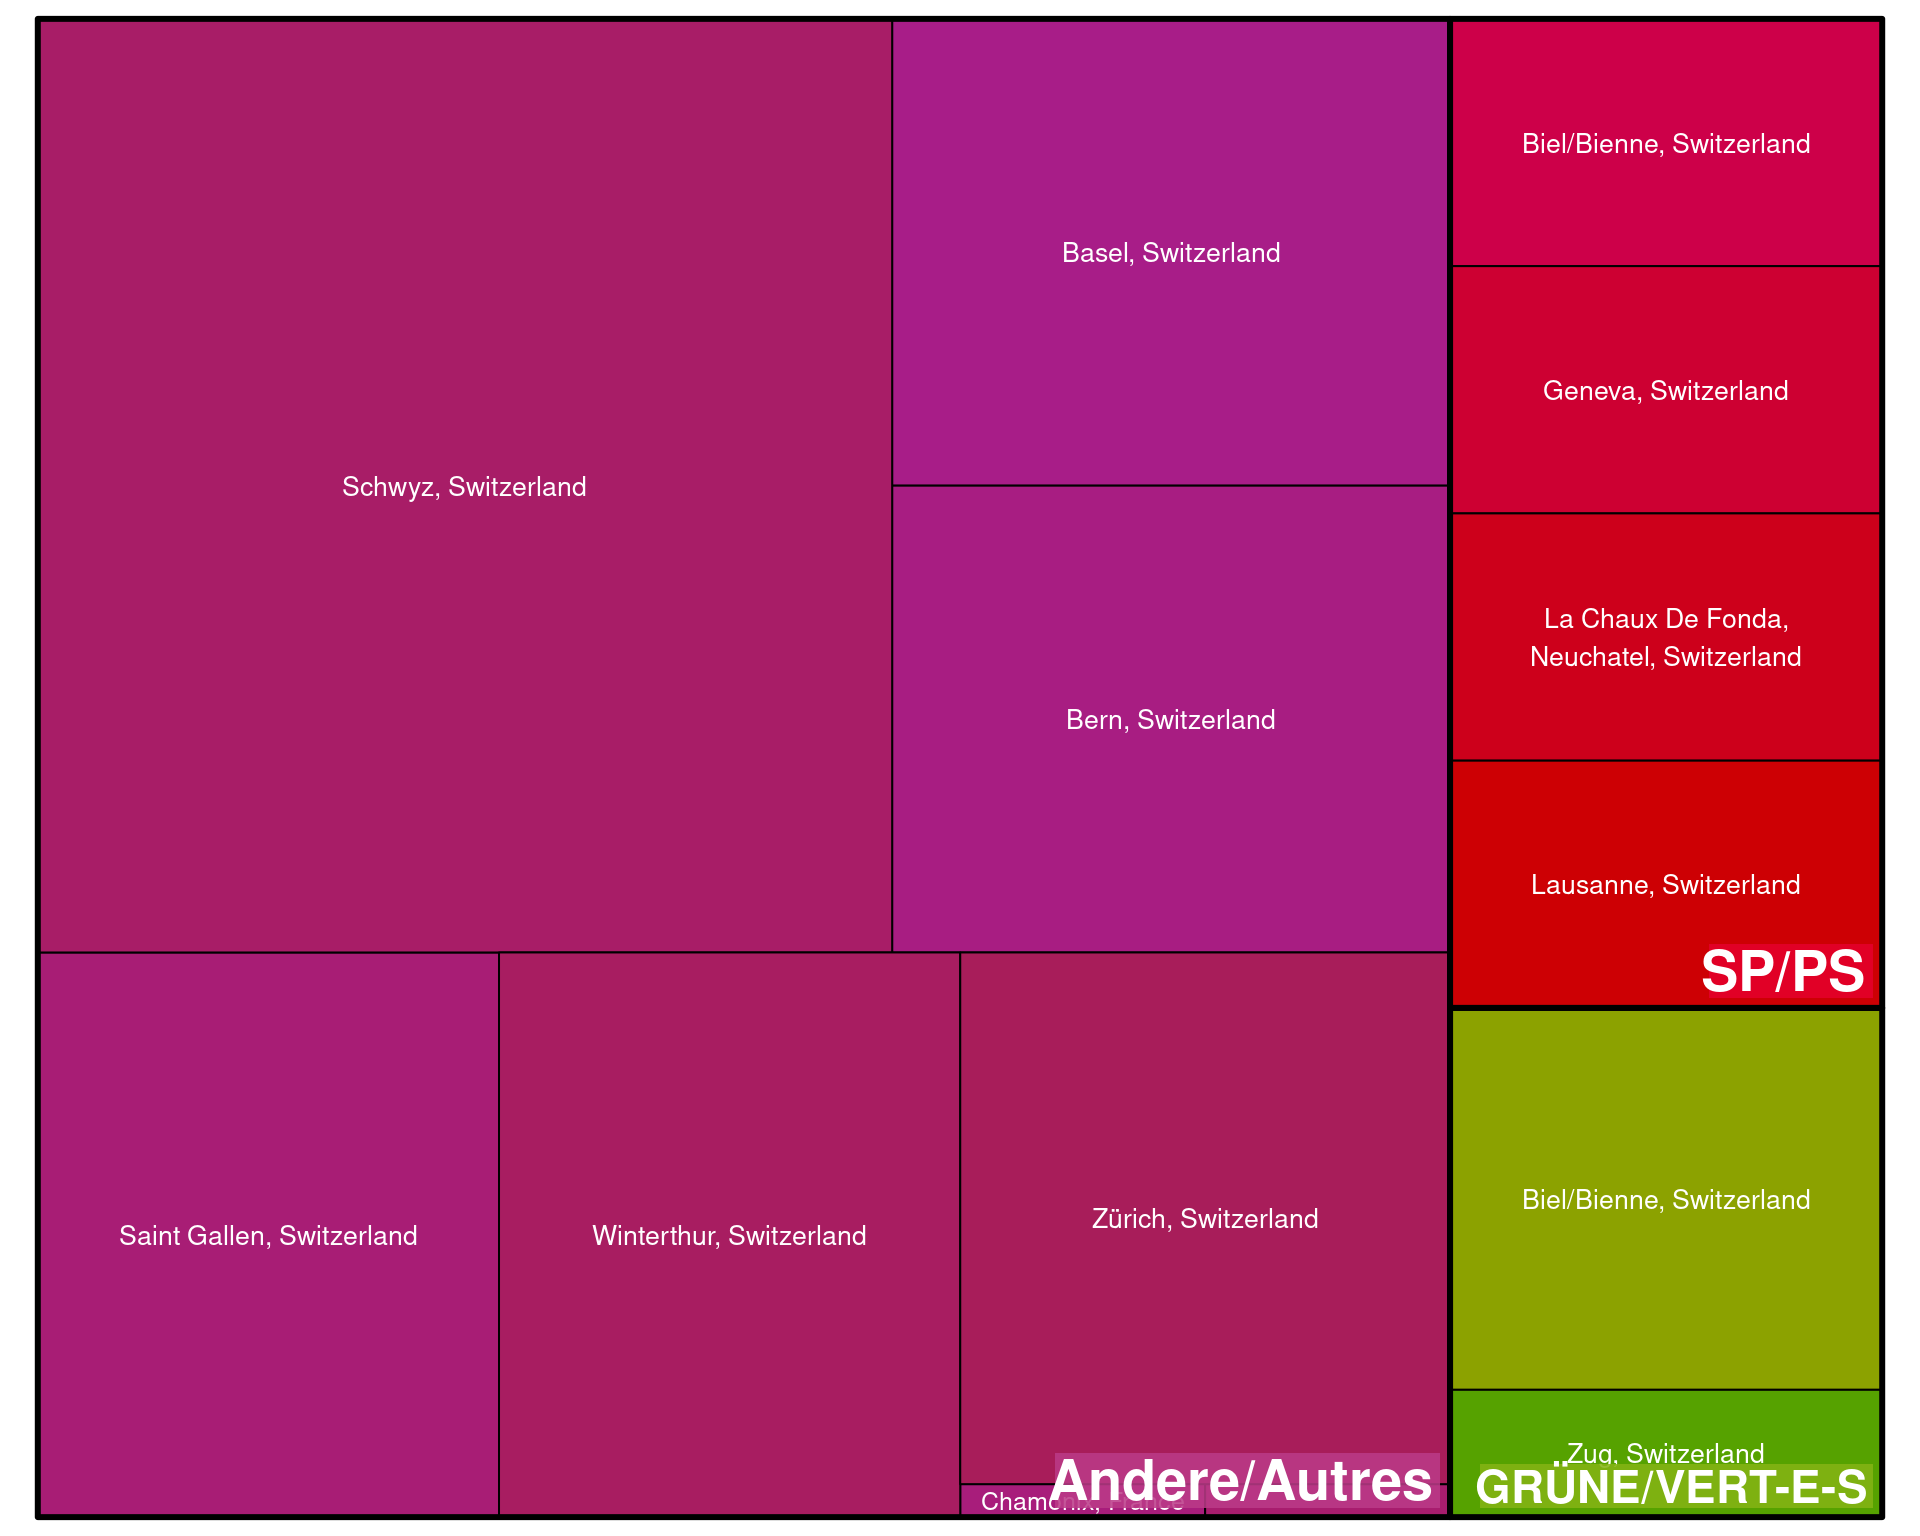 Schwyz, Switzerland
Basel, Switzerland
Bern, Switzerland
Saint Gallen, Switzerland
Winterthur, Switzerland
Zürich, Switzerland
Chamonix, France
Andere/Autres
Biel/Bienne, Switzerland
Geneva, Switzerland
La Chaux De Fonda,
Neuchatel, Switzerland
Lausanne, Switzerland
SP/PS
Biel/Bienne, Switzerland
Zug, Switzerland
GRÜNE/VERT-E-S